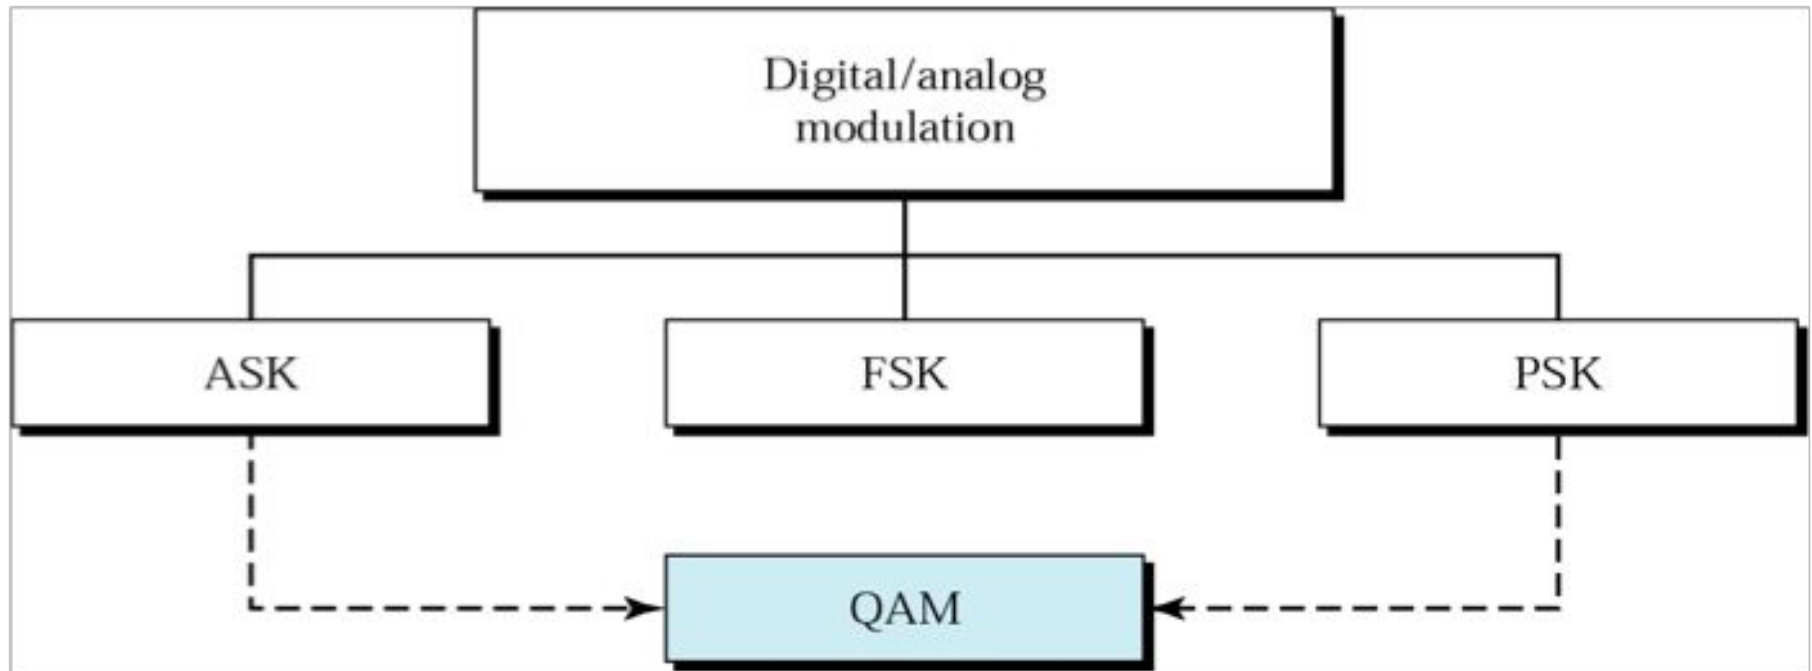 Digital/analog
modulation
ASK
FSK
PSK
QAM